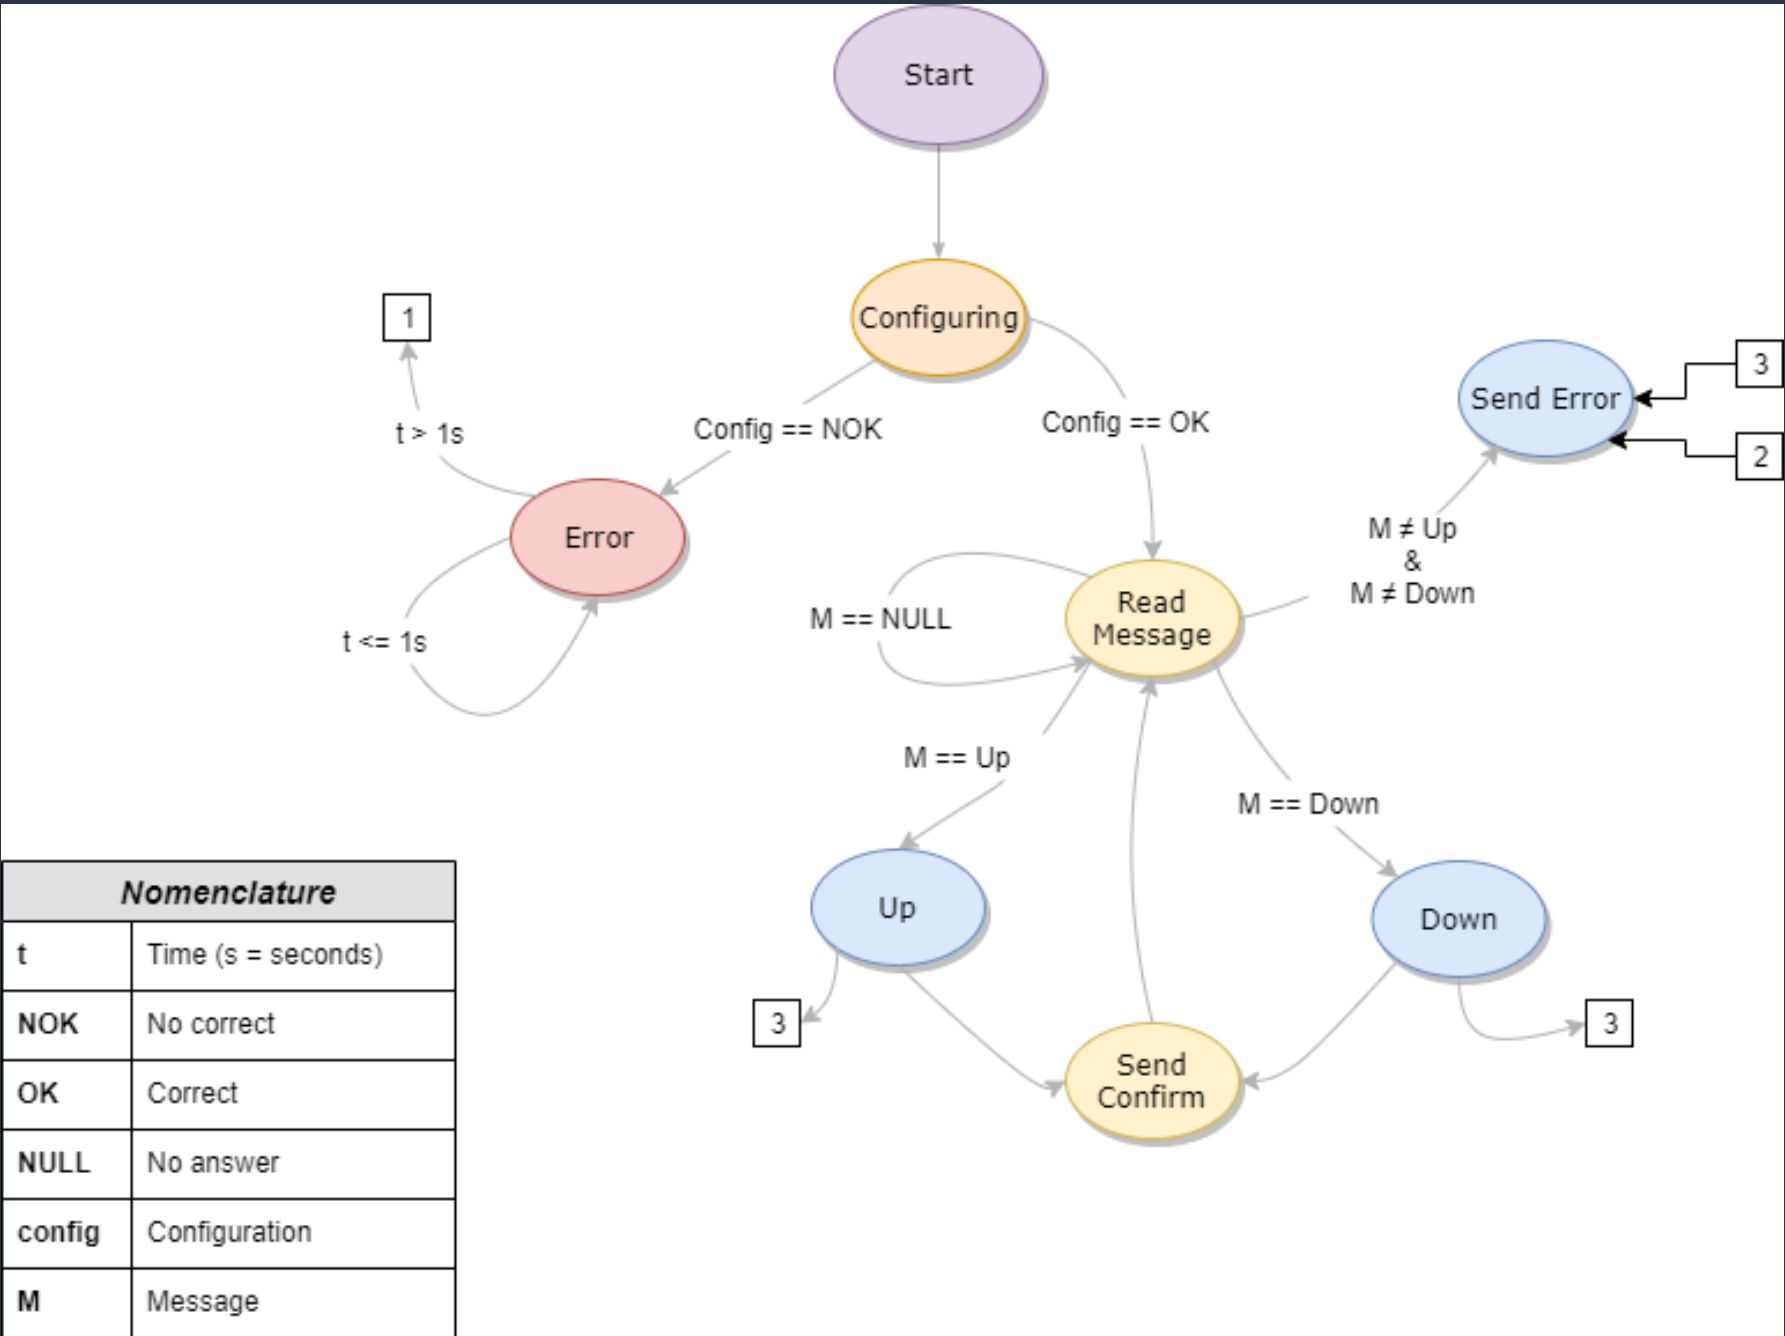 Start
Configuring
1
3
Send Error
2
Config == OK
Config == NOK
t > 1s
M ≠ Up
&
M ≠ Down
Error
Read
Message
M == NULL
t <= 1s
M == Up
M == Down
Up
Down
3
3
Send
Confirm
Nomenclature
t Time (s = seconds)
NOK No correct
OK Correct
NULL No answer
config Configuration
M Message